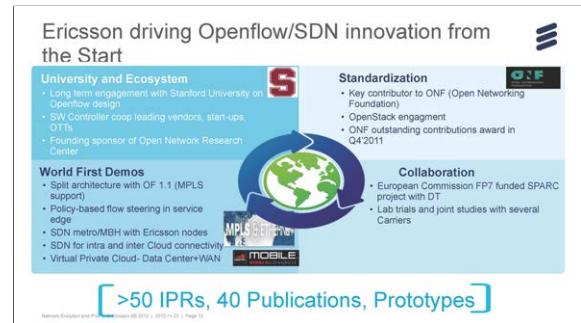 Ericsson driving Openflow/SDN innovation from
the Start
University and Ecosystem
• Long term engagement with Stanford University on
Openflow design
• SW Controller coop leading vendors, start-ups,
OTTs
• Founding sponsor of Open Network Research
Center
Standardization
• Key contributor to ONF (Open Networking
Foundation)
• OpenStack engagment
• ONF outstanding contributions award in
Q4'2011
World First Demos
• Split architecture with OF 1.1 (MPLS
support)
• Policy-based flow steering in service
edge
• SDN metro/MBH with Ericsson nodes
• SDN for intra and inter Cloud connectivity
• Virtual Private Cloud- Data Center+WAN
MPLS & ETHERNET
MOBILE
Collaboration
• European Commission FP7 funded SPARC
project with DT
• Lab trials and joint studies with several
Carriers
>50 IPRs, 40 Publications, Prototypes